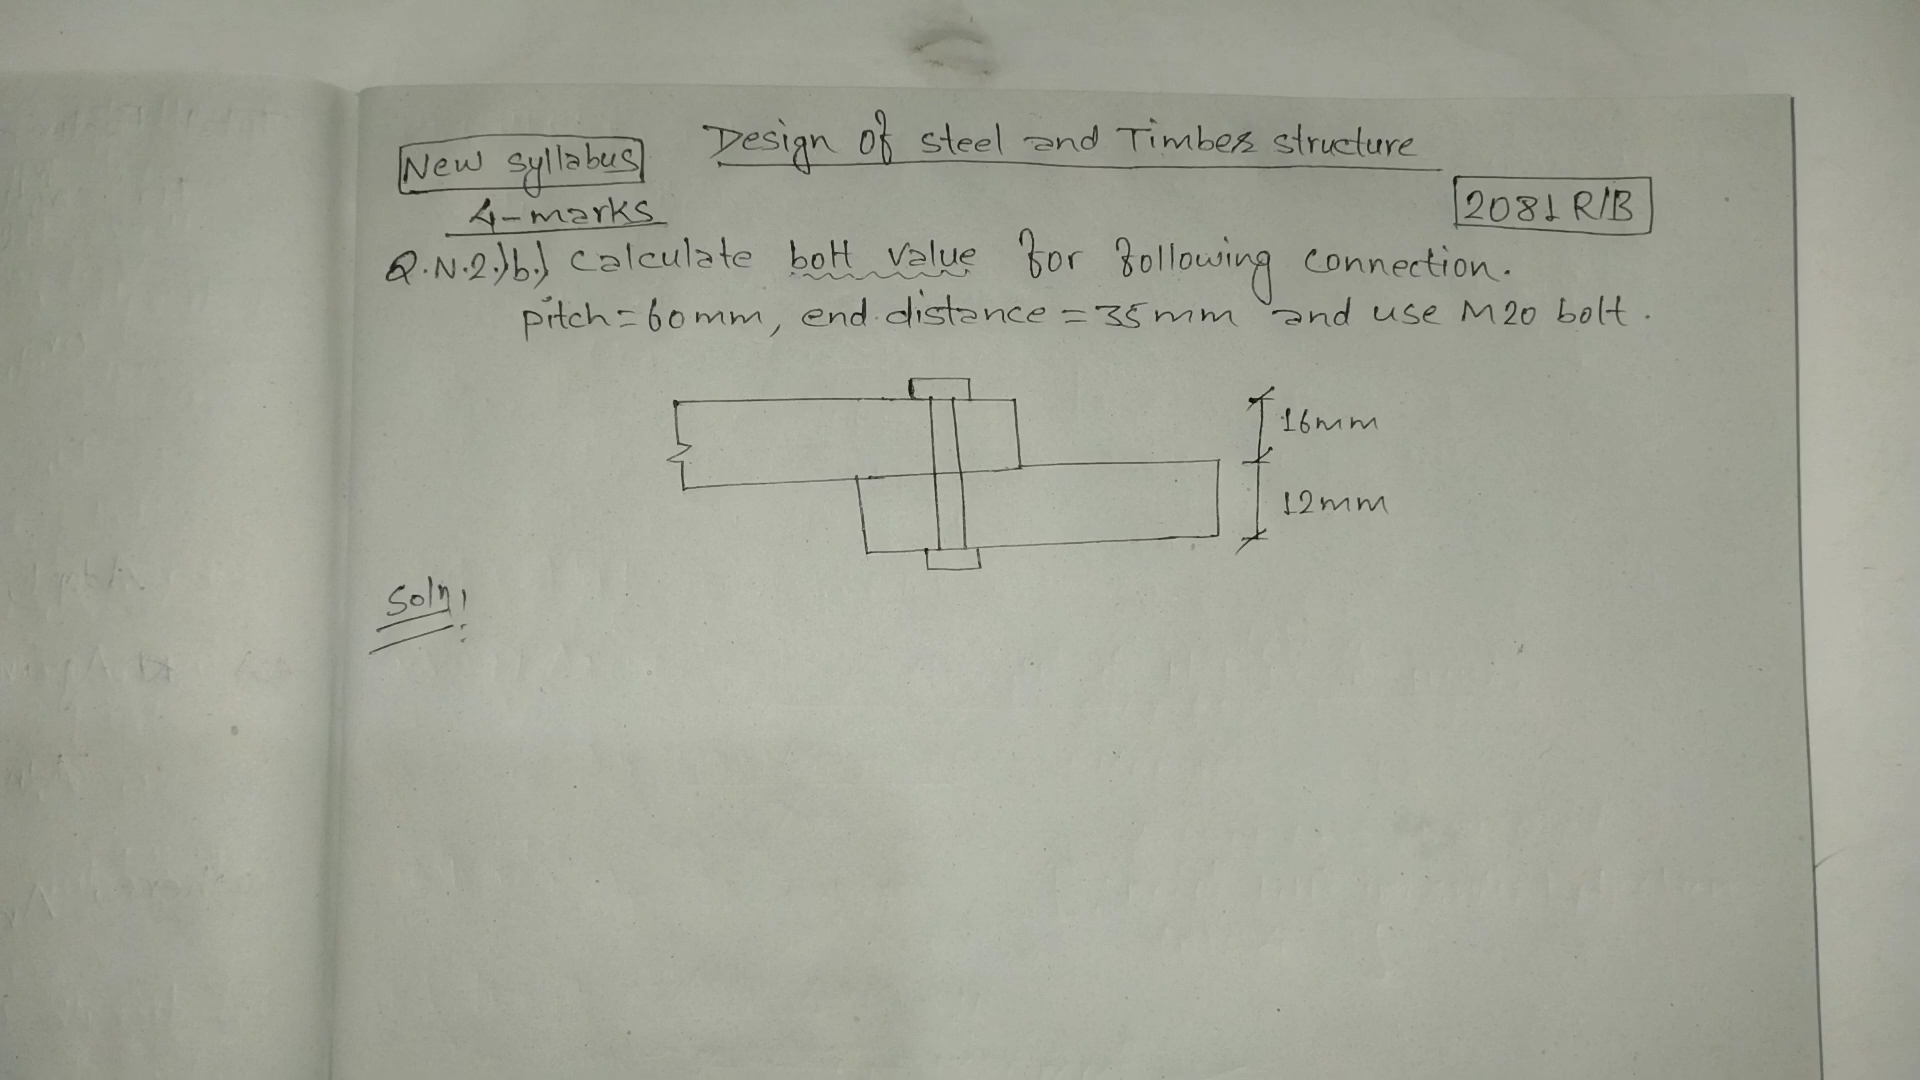 Design of steel and Timber structure
New syllabus
4-marks
2081 R/B
Q.N.2.)b.) Calculate bolt value for following connection.
pitch=60mm, end distance=35mm and use M20 bolt.
16mm
12mm
Soln: